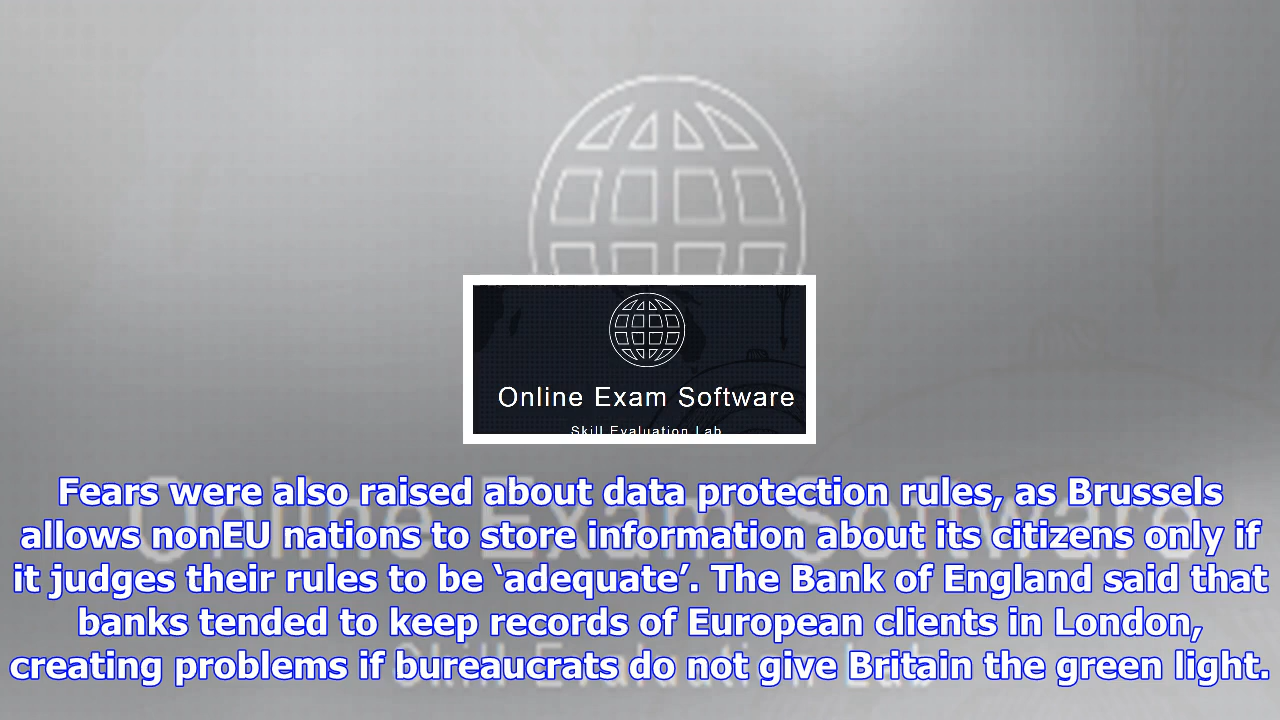 Online Exam Software
Skill Evaluation Lab
Fears were also raised about data protection rules, as Brussels
allows nonEU nations to store information about its citizens only if
it judges their rules to be ‘adequate’. The Bank of England said that
banks tended to keep records of European clients in London,
creating problems if bureaucrats do not give Britain the green light.